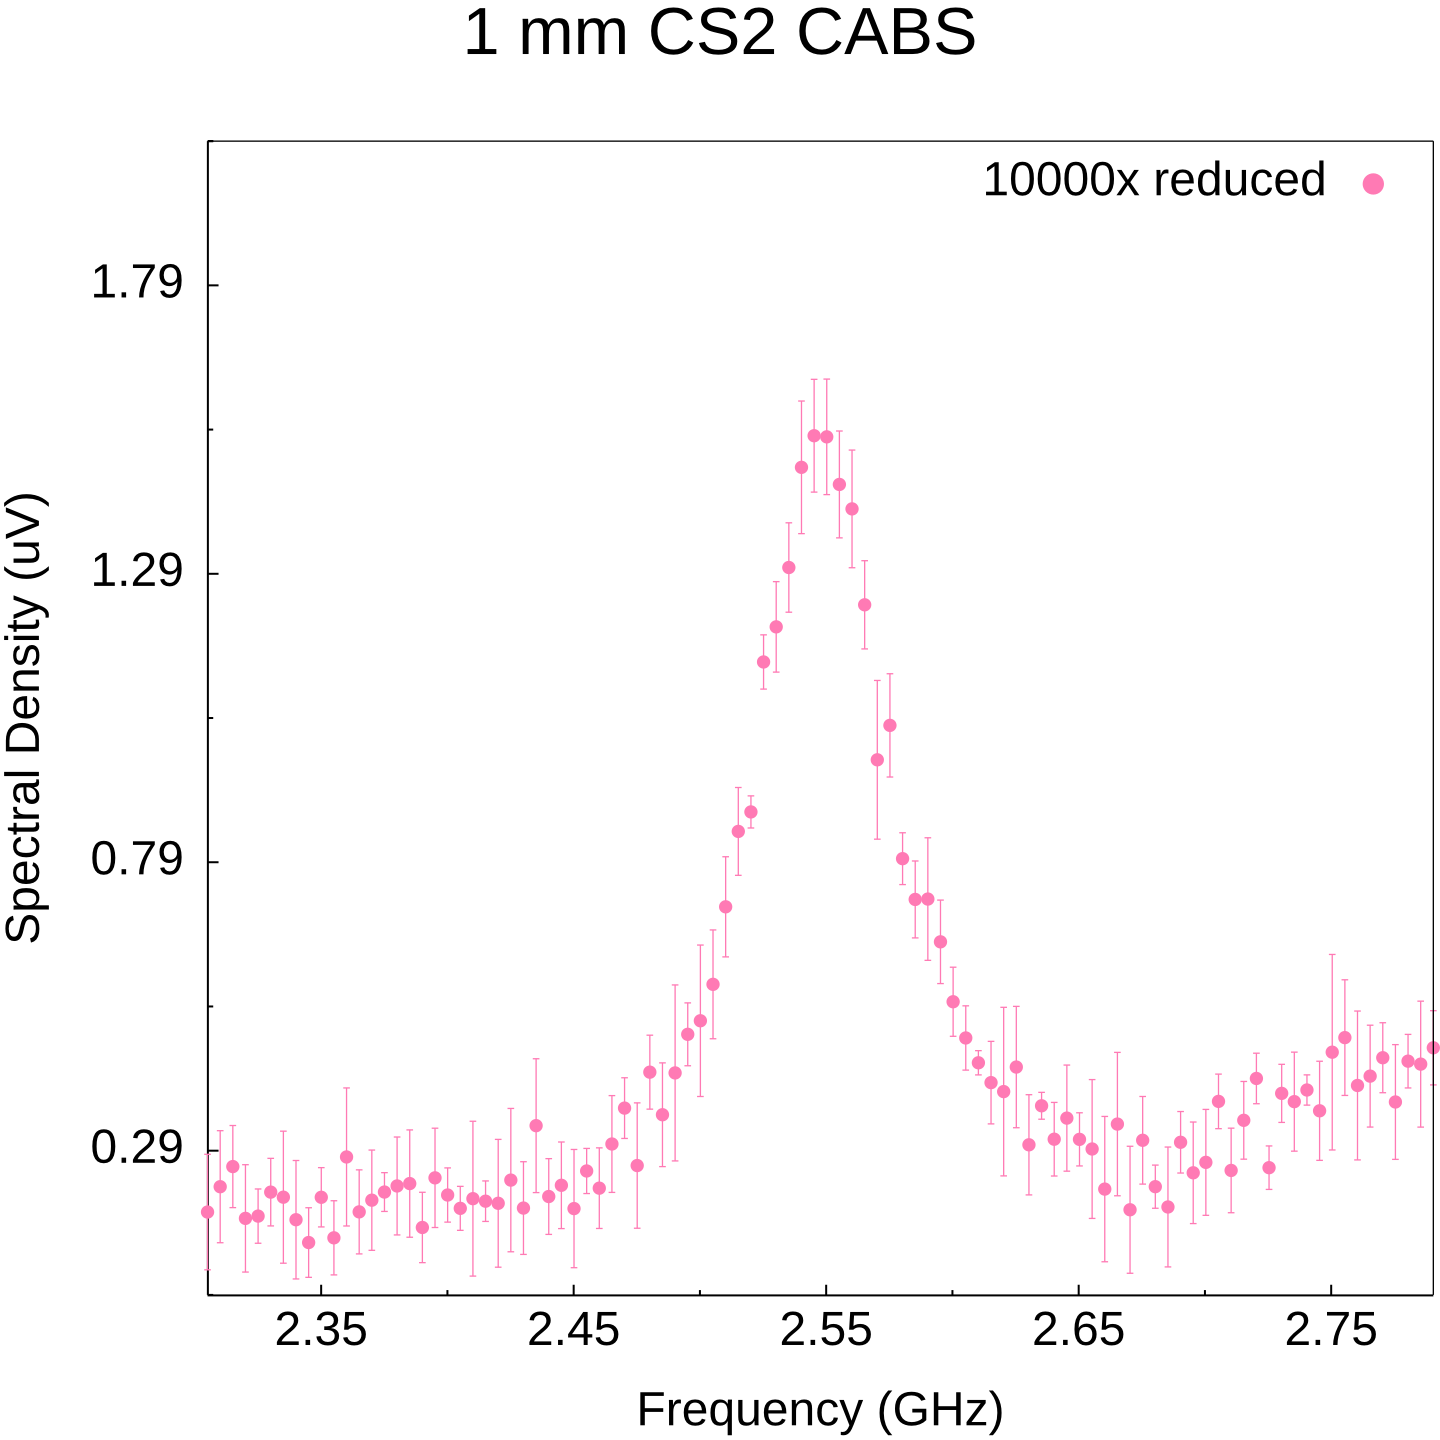 1 mm CS2 CABS
10000x reduced
1.79
1.29
0.79
0.29
Spectral Density (uV)
2.35 2.45 2.55 2.65 2.75
Frequency (GHz)